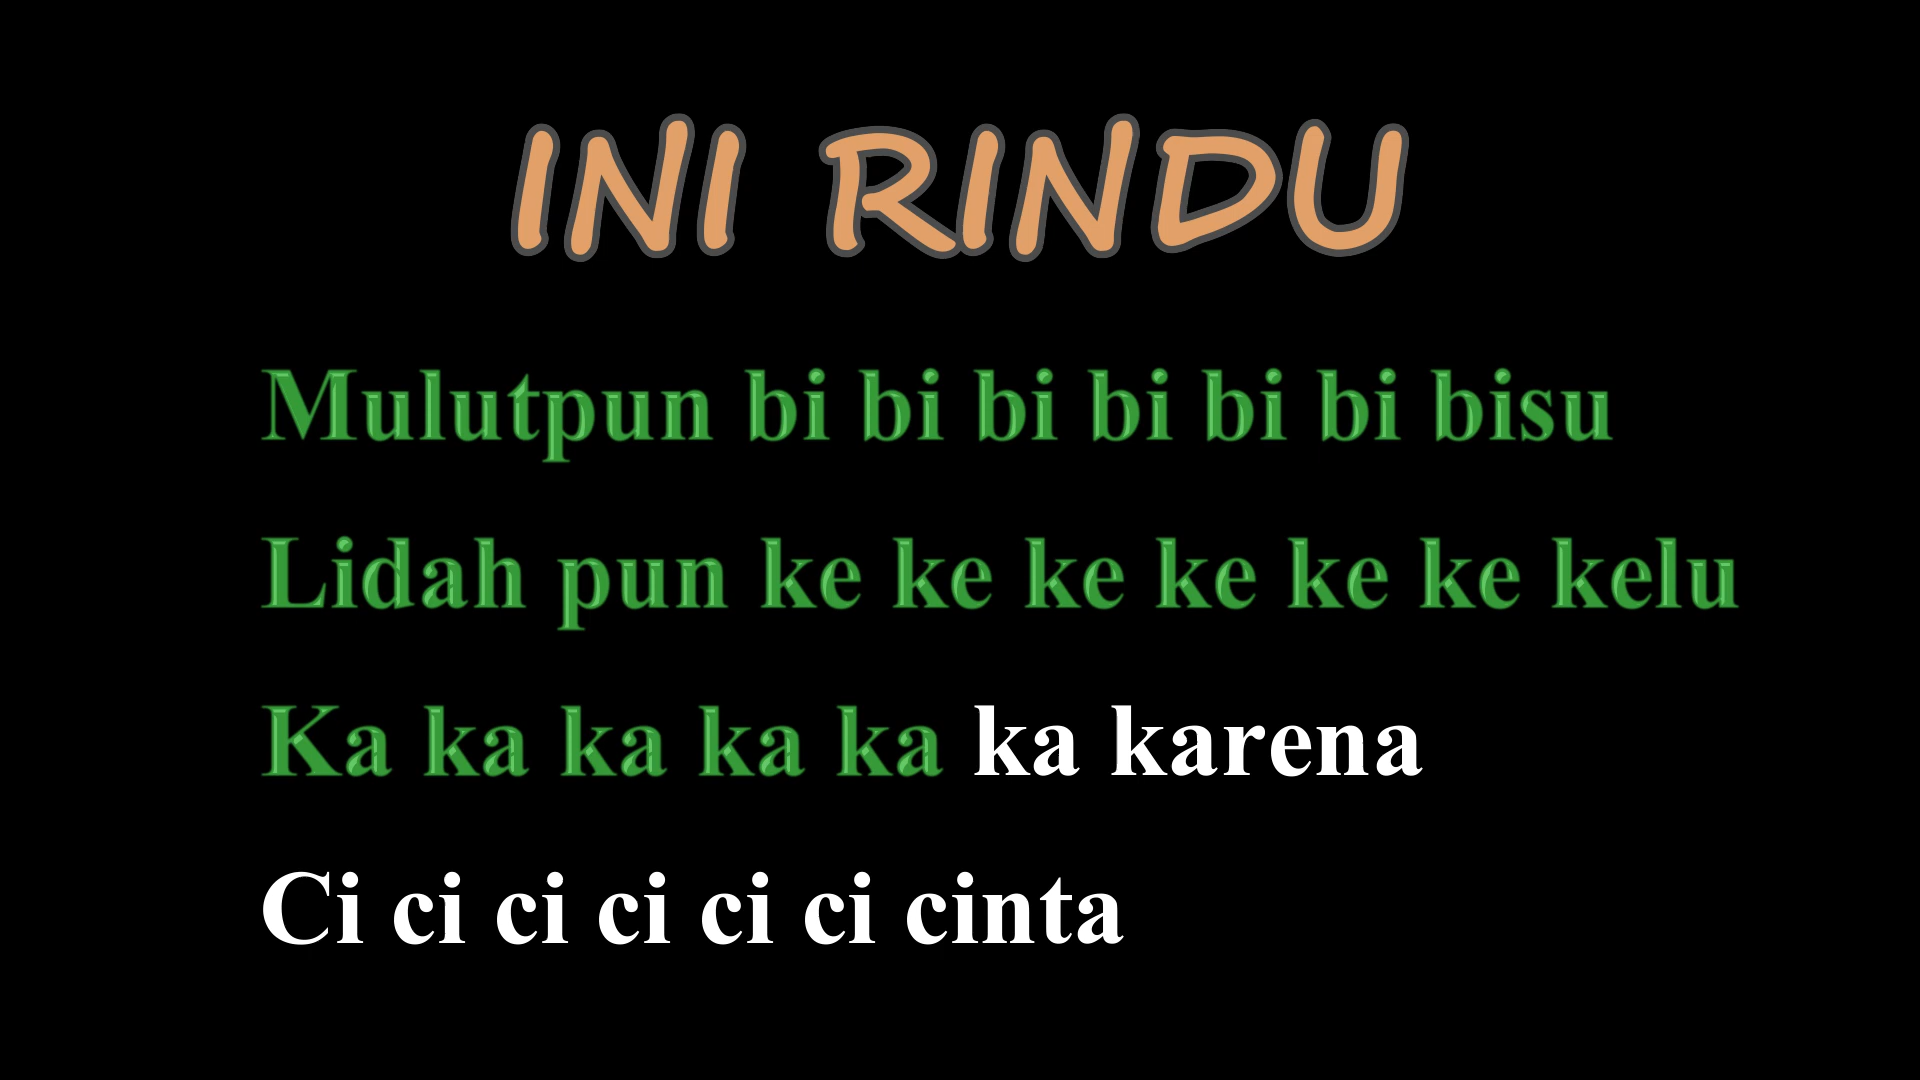 INI RINDU
Mulutpun bi bi bi bi bi bi bisu
Lidah pun ke ke ke ke ke ke kelu
Ka ka ka ka ka ka karena
Ci ci ci ci ci ci cinta